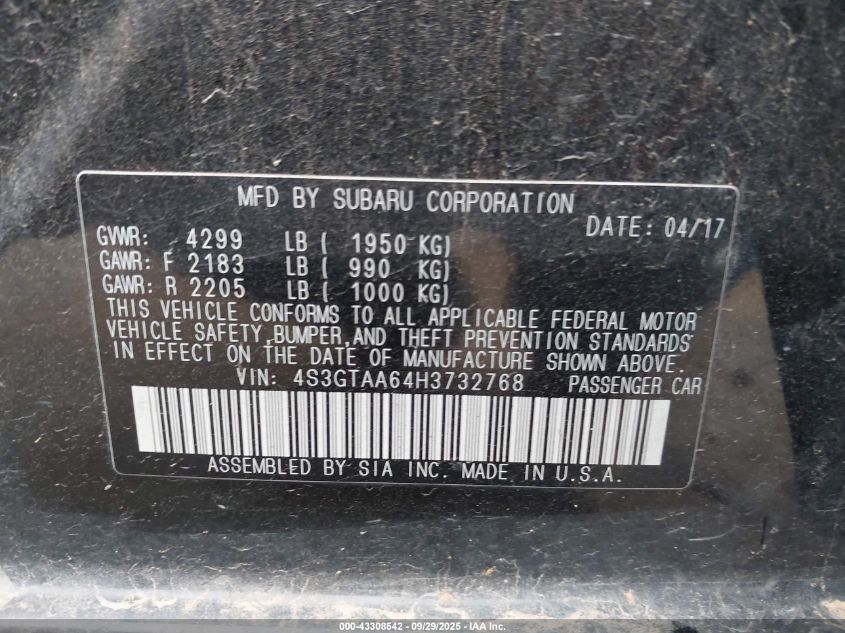 MFD BY SUBARU CORPORATION
DATE: 04/17
GVWR: 4299 LB ( 1950 KG)
GAWR: F 2183 LB ( 990 KG)
GAWR: R 2205 LB ( 1000 KG)
THIS VEHICLE CONFORMS TO ALL APPLICABLE FEDERAL MOTOR
VEHICLE SAFETY,BUMPER,AND THEFT PREVENTION STANDARDS
IN EFFECT ON THE DATE OF MANUFACTURE SHOWN ABOVE.
VIN: 4S3GTAA64H3732768 PASSENGER CAR
ASSEMBLED BY SIA INC. MADE IN U.S.A.
000-43308542 - 09/29/2025 - IAA Inc.